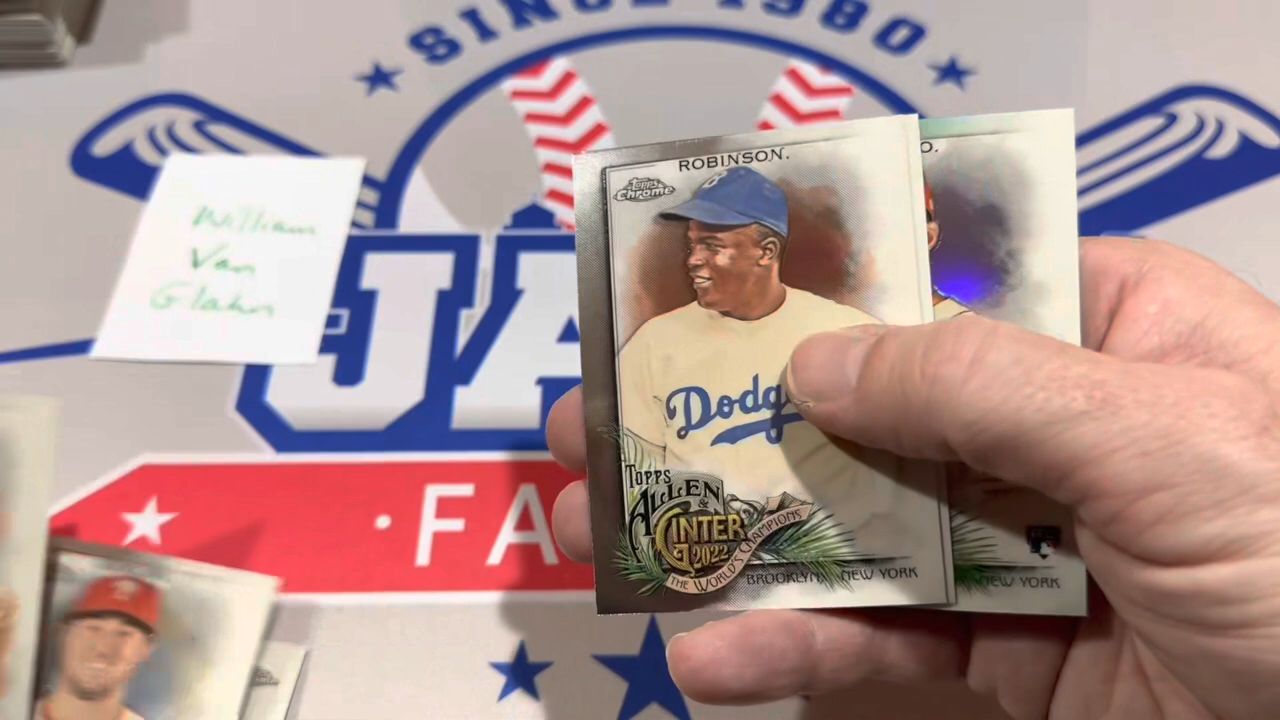 SINCE 1980
William
Van
Glahn
JA
FA
ROBINSON.
Topps
Chrome
B
Dodg
TOPPS
ALLEN
&
GINTER
2022
THE WORLD'S CHAMPIONS
BROOKLYN, NEW YORK
O.
NEW YORK